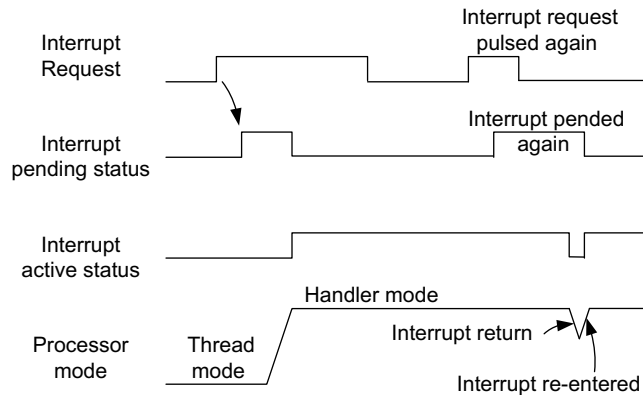 Interrupt request
pulsed again
Interrupt
Request
Interrupt pended
again
Interrupt
pending status
Interrupt
active status
Handler mode
Interrupt return
Processor
mode
Thread
mode
Interrupt re-entered